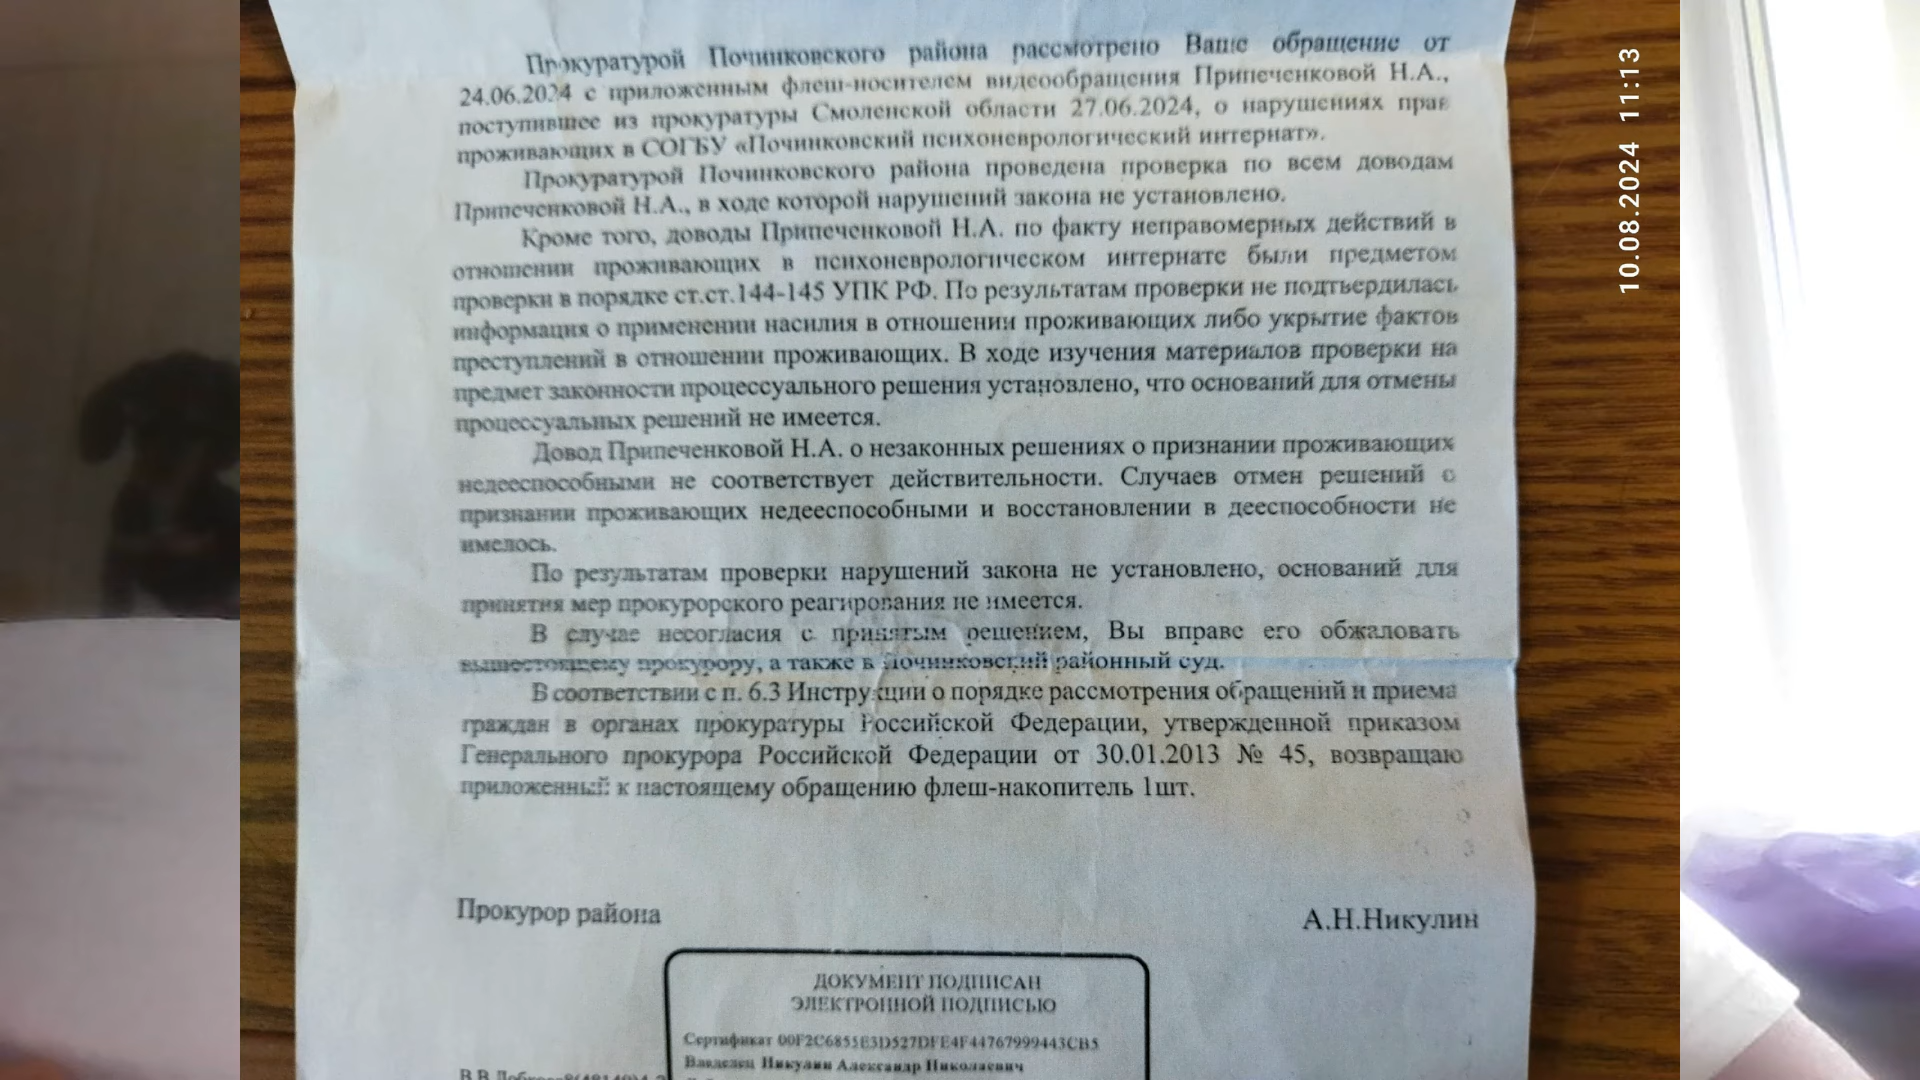 Прокуратурой Починковского района рассмотрено Ваше обращение от
24.06.2024 с приложенным флеш-носителем видеообращения Припеченковой Н.А.,
поступившее из прокуратуры Смоленской области 27.06.2024, о нарушениях прав
проживающих в СОГБУ «Починковский психоневрологический интернат».
Прокуратурой Починковского района проведена проверка по всем доводам
Припеченковой Н.А., в ходе которой нарушений закона не установлено.
Кроме того, доводы Припеченковой Н.А. по факту неправомерных действий в
отношении проживающих в психоневрологическом интернате были предметом
проверки в порядке ст.ст.144-145 УПК РФ. По результатам проверки не подтвердилась
информация о применении насилия в отношении проживающих либо укрытие фактов
преступлений в отношении проживающих. В ходе изучения материалов проверки на
предмет законности процессуального решения установлено, что оснований для отмены
процессуальных решений не имеется.
Довод Припеченковой Н.А. о незаконных решениях о признании проживающих
недееспособными не соответствует действительности. Случаев отмен решений о
признании проживающих недееспособными и восстановлении в дееспособности не
имелось.
По результатам проверки нарушений закона не установлено, оснований для
принятия мер прокурорского реагирования не имеется.
В случае несогласия с принятым решением, Вы вправе его обжаловать
вышестоящему прокурору, а также в Починковский районный суд.
В соответствии с п. 6.3 Инструкции о порядке рассмотрения обращений и приема
граждан в органах прокуратуры Российской Федерации, утвержденной приказом
Генерального прокурора Российской Федерации от 30.01.2013 № 45, возвращаю
приложенный к настоящему обращению флеш-накопитель 1шт.
Прокурор района
А.Н.Никулин
ДОКУМЕНТ ПОДПИСАН
ЭЛЕКТРОННОЙ ПОДПИСЬЮ
Сертификат 00F2C6855E3D527DFE4F44767999443CB5
Владелец Никулин Александр Николаевич
10.08.2024 11:13